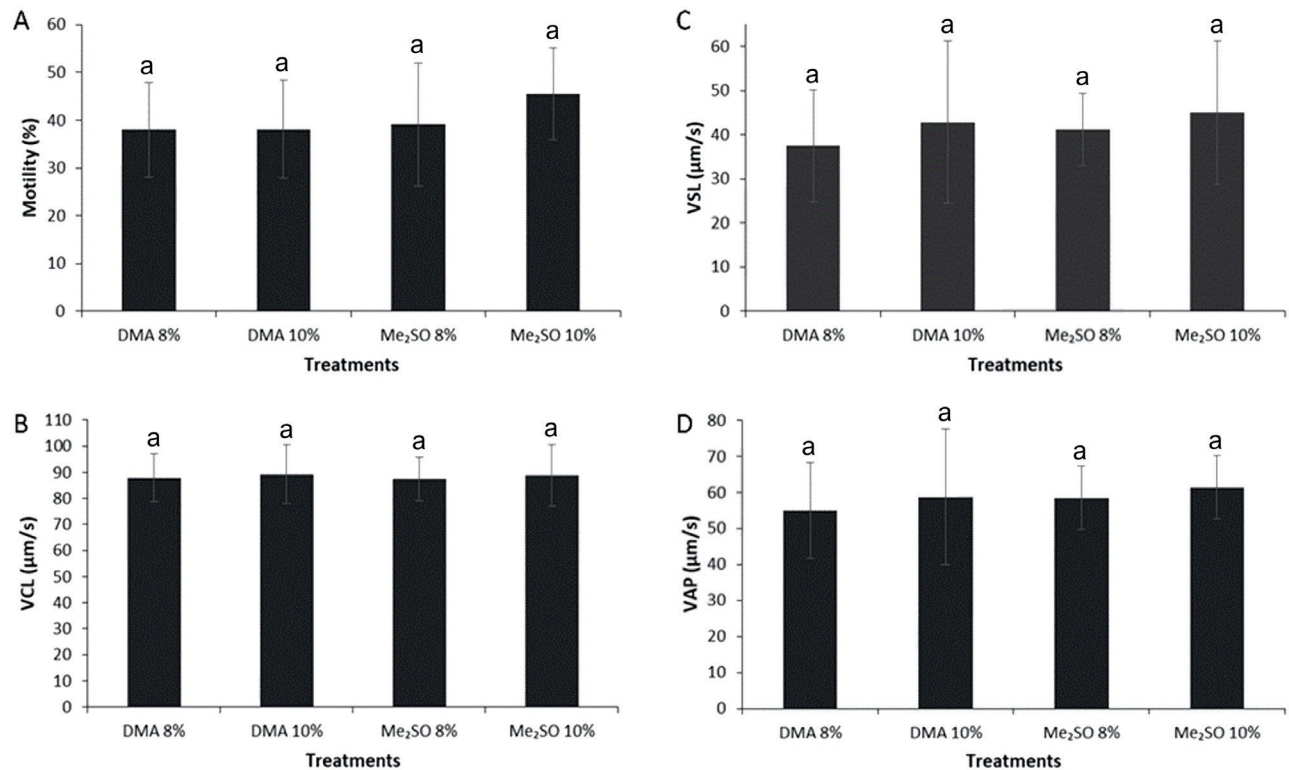 A
60
50
40
30
20
10
0
Motility (%)
a a a a
DMA 8% DMA 10% Me₂SO 8% Me₂SO 10%
Treatments
C
60
50
40
30
20
10
0
VSL (µm/s)
a a a a
DMA 8% DMA 10% Me₂SO 8% Me₂SO 10%
Treatments
B
110
100
90
80
70
60
50
40
30
20
10
0
VCL (µm/s)
a a a a
DMA 8% DMA 10% Me₂SO 8% Me₂SO 10%
Treatments
D
80
70
60
50
40
30
20
10
0
VAP (µm/s)
a a a a
DMA 8% DMA 10% Me₂SO 8% Me₂SO 10%
Treatments